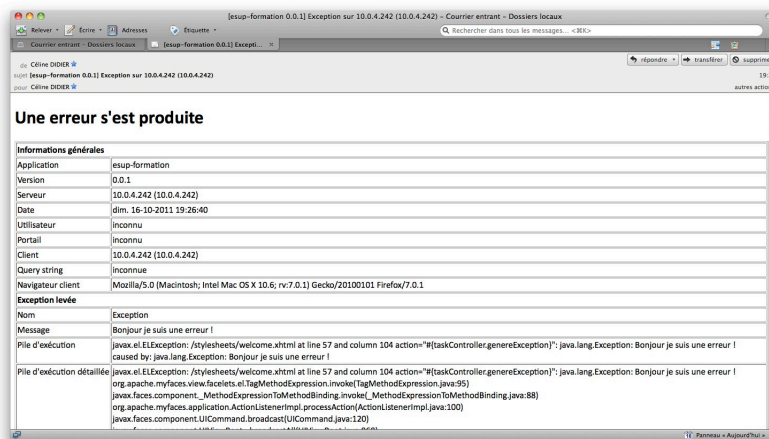 [esup-formation 0.0.1] Exception sur 10.0.4.242 (10.0.4.242) – Courrier entrant – Dossiers locaux
Relever Écrire Adresses Étiquette
Rechercher dans tous les messages... <⌘K>
Courrier entrant – Dossiers locaux [esup-formation 0.0.1] Excepti...
de Céline DIDIER
répondre transférer supprime
sujet [esup-formation 0.0.1] Exception sur 10.0.4.242 (10.0.4.242)
19:
pour Céline DIDIER
autres action
Une erreur s'est produite
Informations générales
Application esup-formation
Version 0.0.1
Serveur 10.0.4.242 (10.0.4.242)
Date dim. 16-10-2011 19:26:40
Utilisateur inconnu
Portail inconnu
Client 10.0.4.242 (10.0.4.242)
Query string inconnue
Navigateur client Mozilla/5.0 (Macintosh; Intel Mac OS X 10.6; rv:7.0.1) Gecko/20100101 Firefox/7.0.1
Exception levée
Nom Exception
Message Bonjour je suis une erreur !
Pile d'exécution javax.el.ELException: /stylesheets/welcome.xhtml at line 57 and column 104 action="#{taskController.genereException}": java.lang.Exception: Bonjour je suis une erreur !
caused by: java.lang.Exception: Bonjour je suis une erreur !
Pile d'exécution détaillée javax.el.ELException: /stylesheets/welcome.xhtml at line 57 and column 104 action="#{taskController.genereException}": java.lang.Exception: Bonjour je suis une erreur !
org.apache.myfaces.view.facelets.el.TagMethodExpression.invoke(TagMethodExpression.java:95)
javax.faces.component._MethodExpressionToMethodBinding.invoke(_MethodExpressionToMethodBinding.java:88)
org.apache.myfaces.application.ActionListenerImpl.processAction(ActionListenerImpl.java:100)
javax.faces.component.UICommand.broadcast(UICommand.java:120)
Panneau « Aujourd'hui »